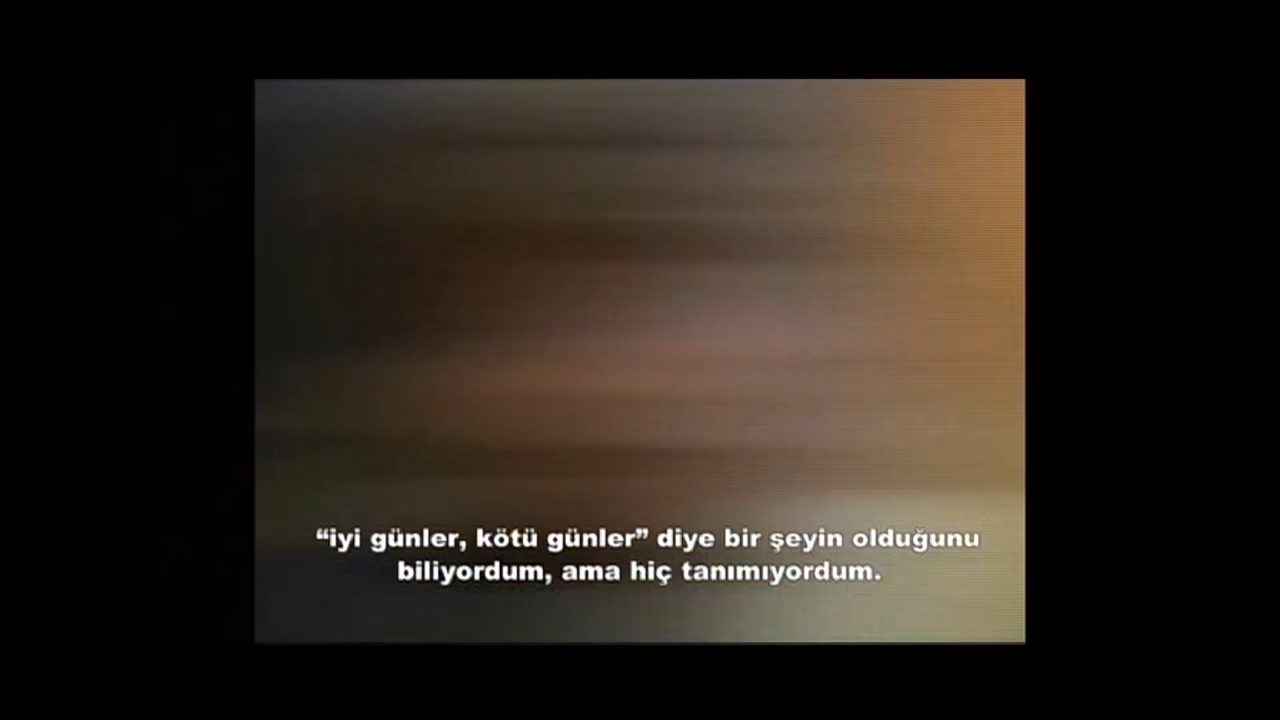 “iyi günler, kötü günler” diye bir şeyin olduğunu
biliyordum, ama hiç tanımıyordum.